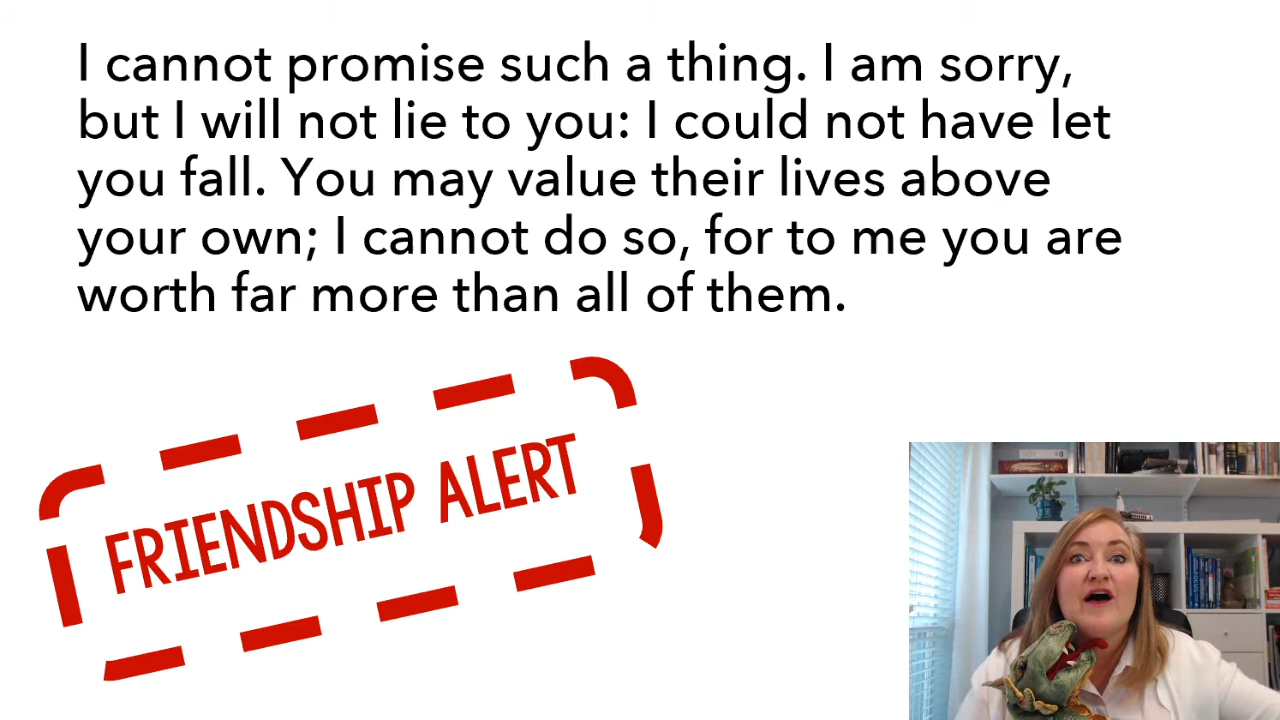 I cannot promise such a thing. I am sorry,
but I will not lie to you: I could not have let
you fall. You may value their lives above
your own; I cannot do so, for to me you are
worth far more than all of them.
FRIENDSHIP ALERT